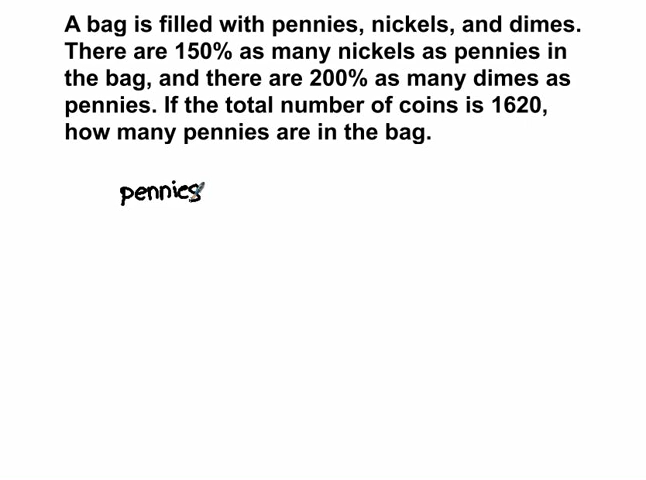 A bag is filled with pennies, nickels, and dimes.
There are 150% as many nickels as pennies in
the bag, and there are 200% as many dimes as
pennies. If the total number of coins is 1620,
how many pennies are in the bag.
pennies